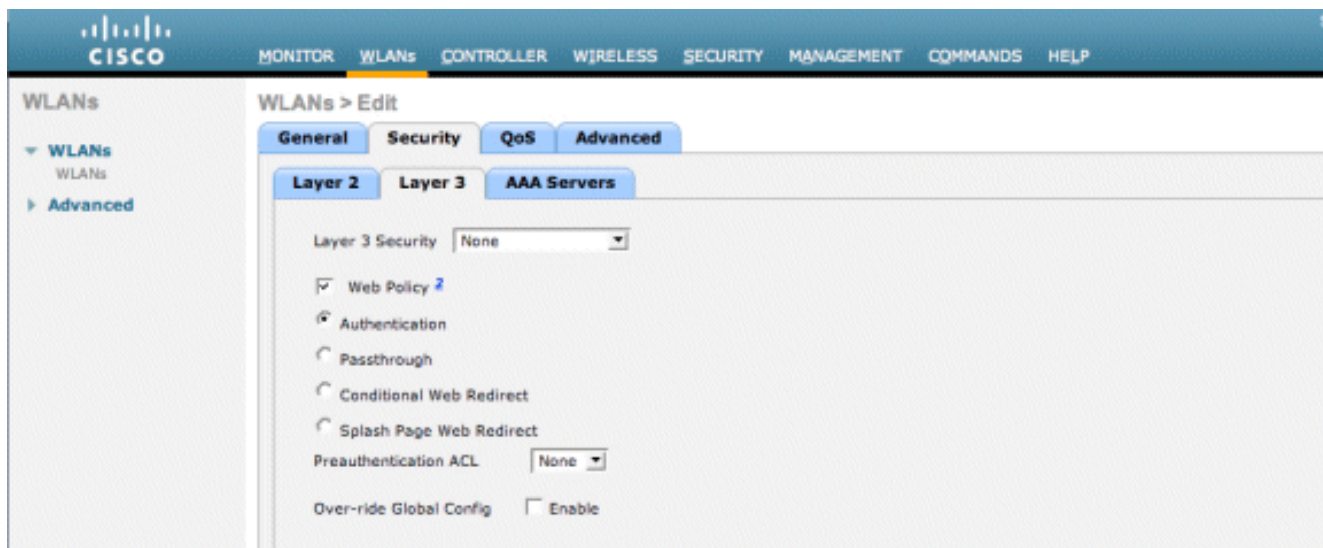 CISCO
MONITOR WLANs CONTROLLER WIRELESS SECURITY MANAGEMENT COMMANDS HELP
WLANs
WLANs
WLANs
Advanced
WLANs > Edit
General Security QoS Advanced
Layer 2 Layer 3 AAA Servers
Layer 3 Security None
Web Policy 2
Authentication
Passthrough
Conditional Web Redirect
Splash Page Web Redirect
Preauthentication ACL None
Over-ride Global Config Enable